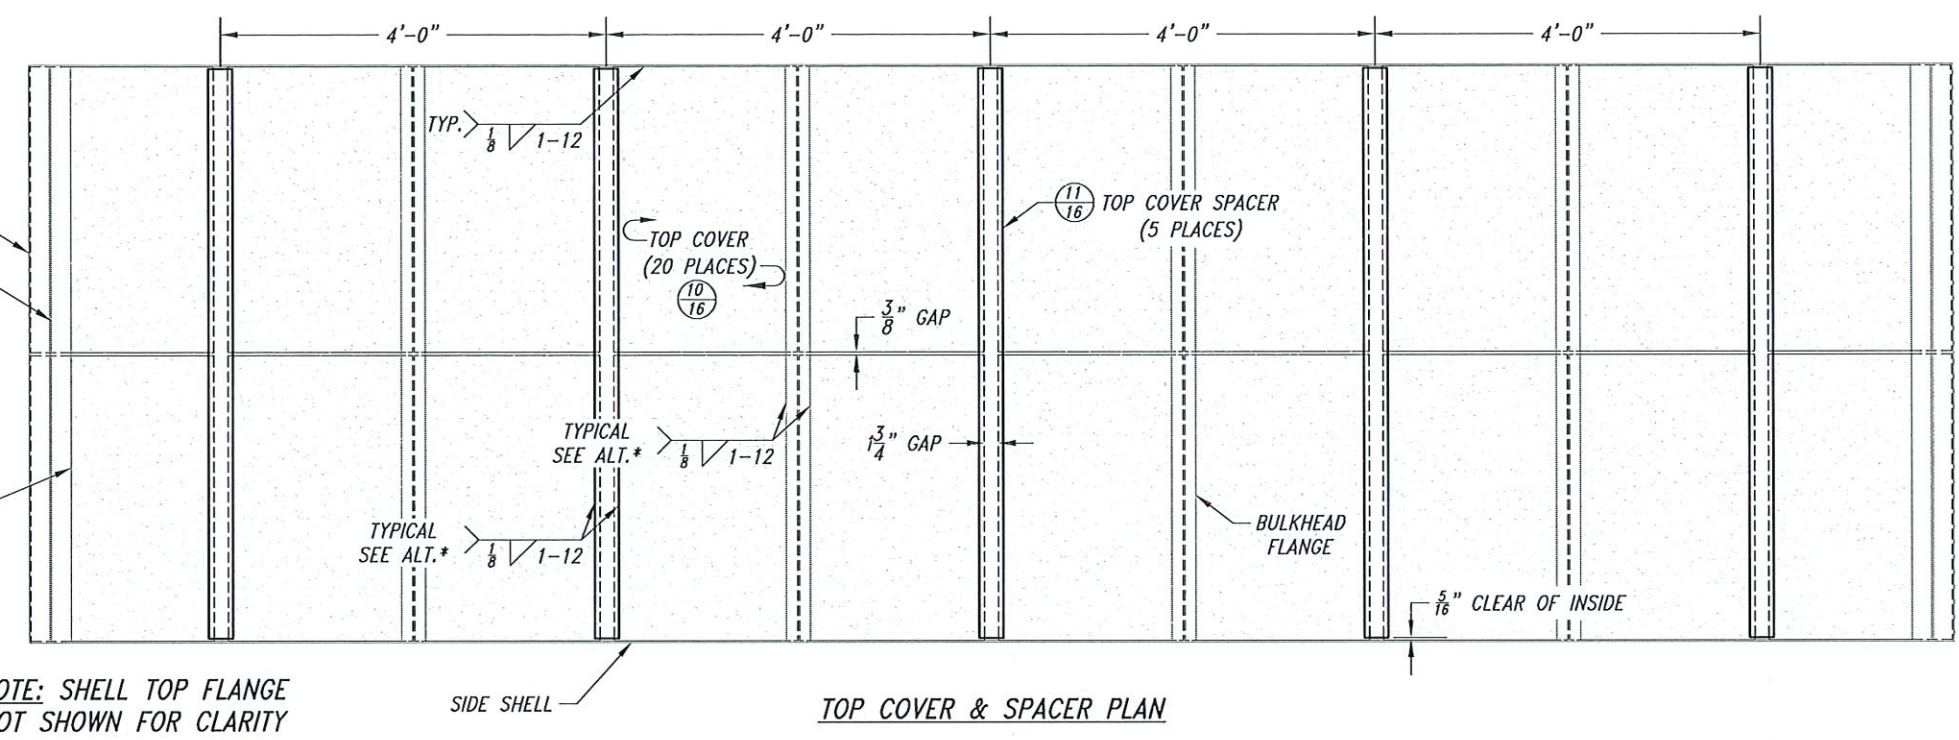 4'-0" 4'-0" 4'-0" 4'-0"
TYP. 1/8 1-12
11/16 TOP COVER SPACER
(5 PLACES)
TOP COVER
(20 PLACES)
10/16
3/8" GAP
TYPICAL
SEE ALT.* 1/8 1-12
1 3/4" GAP
TYPICAL
SEE ALT.* 1/8 1-12
BULKHEAD
FLANGE
5/16" CLEAR OF INSIDE
OTE: SHELL TOP FLANGE
OT SHOWN FOR CLARITY
SIDE SHELL
TOP COVER & SPACER PLAN